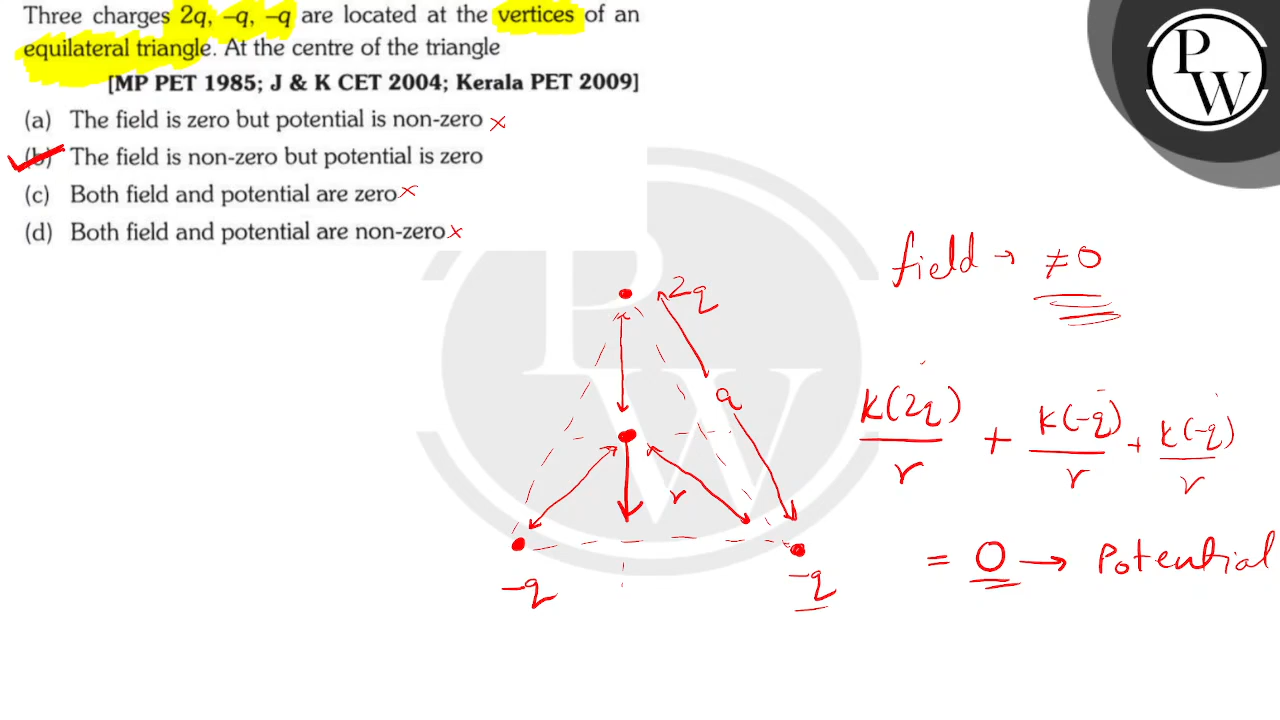 Three charges 2q, –q, –q are located at the vertices of an
equilateral triangle. At the centre of the triangle
[MP PET 1985; J & K CET 2004; Kerala PET 2009]
(a) The field is zero but potential is non-zero ×
(b) The field is non-zero but potential is zero
(c) Both field and potential are zero ×
(d) Both field and potential are non-zero ×
P
W
field → ≠0
2q
a
r
-q
-q
k(2q)/r + k(-q)/r + k(-q)/r
= 0 → Potential
PW